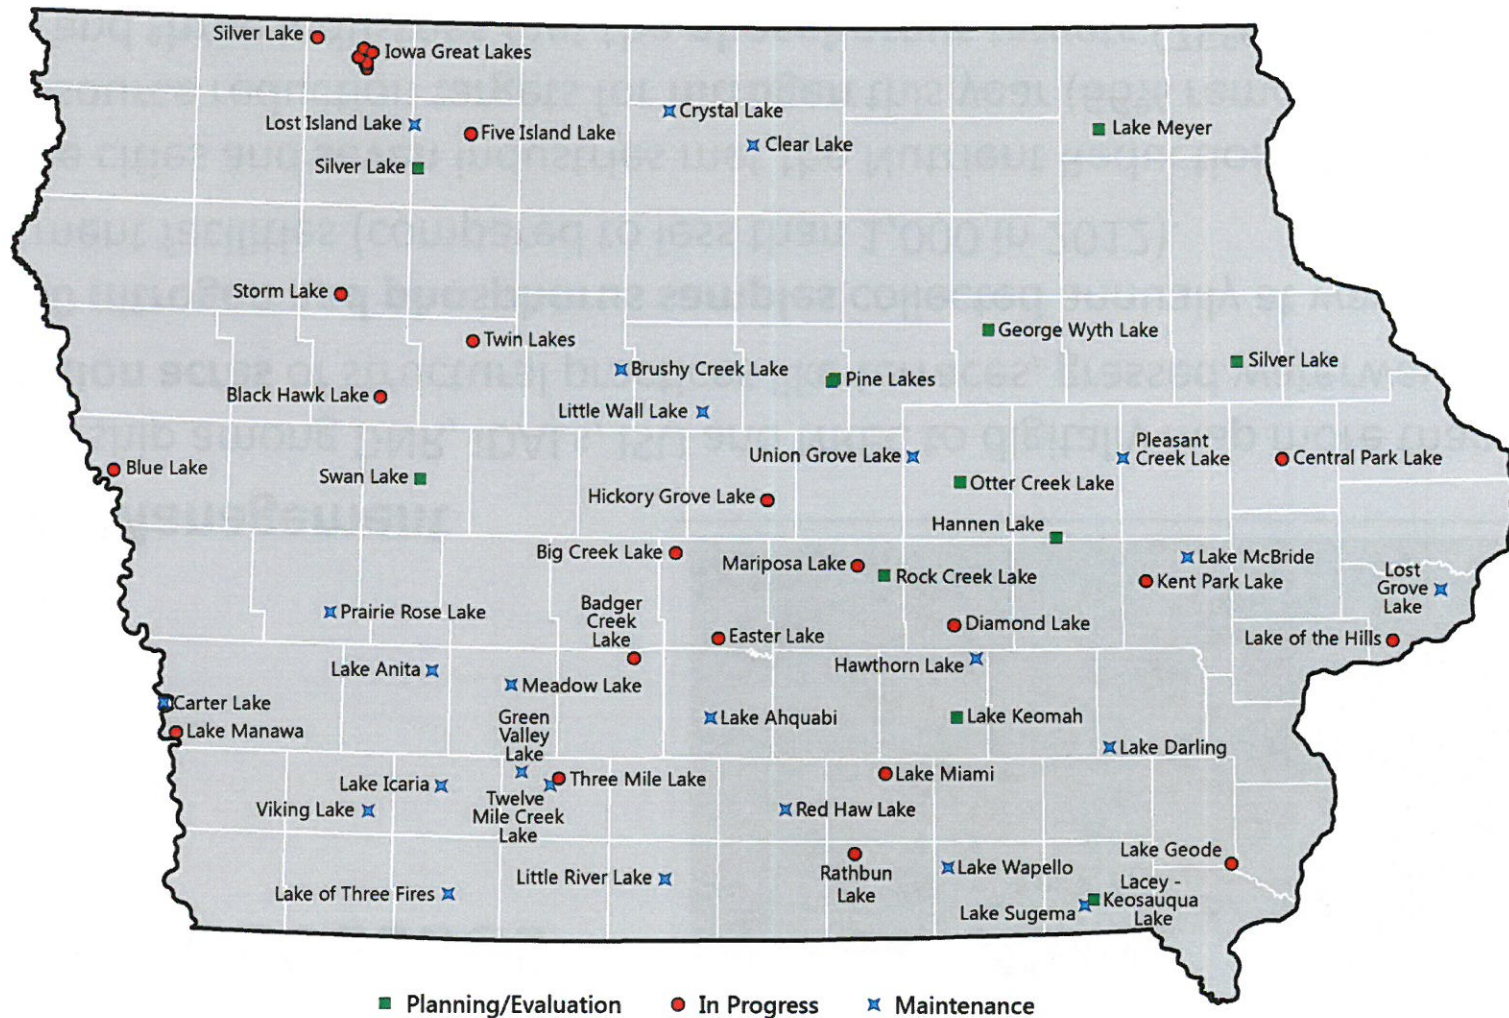 Silver Lake
Iowa Great Lakes
Lost Island Lake
Five Island Lake
Crystal Lake
Clear Lake
Lake Meyer
Silver Lake
Storm Lake
Twin Lakes
George Wyth Lake
Silver Lake
Brushy Creek Lake
Pine Lakes
Black Hawk Lake
Little Wall Lake
Blue Lake
Swan Lake
Union Grove Lake
Pleasant
Creek Lake
Central Park Lake
Otter Creek Lake
Hickory Grove Lake
Hannen Lake
Big Creek Lake
Mariposa Lake
Rock Creek Lake
Lake McBride
Kent Park Lake
Lost
Grove
Lake
Prairie Rose Lake
Badger
Creek
Lake
Easter Lake
Diamond Lake
Lake of the Hills
Lake Anita
Meadow Lake
Hawthorn Lake
Carter Lake
Lake Manawa
Green
Valley
Lake
Lake Ahquabi
Lake Keomah
Lake Darling
Lake Icaria
Three Mile Lake
Lake Miami
Viking Lake
Twelve
Mile Creek
Lake
Red Haw Lake
Lake of Three Fires
Little River Lake
Rathbun
Lake
Lake Wapello
Lake Geode
Lake Sugema
Lacey -
Keosauqua
Lake
Planning/Evaluation
In Progress
Maintenance